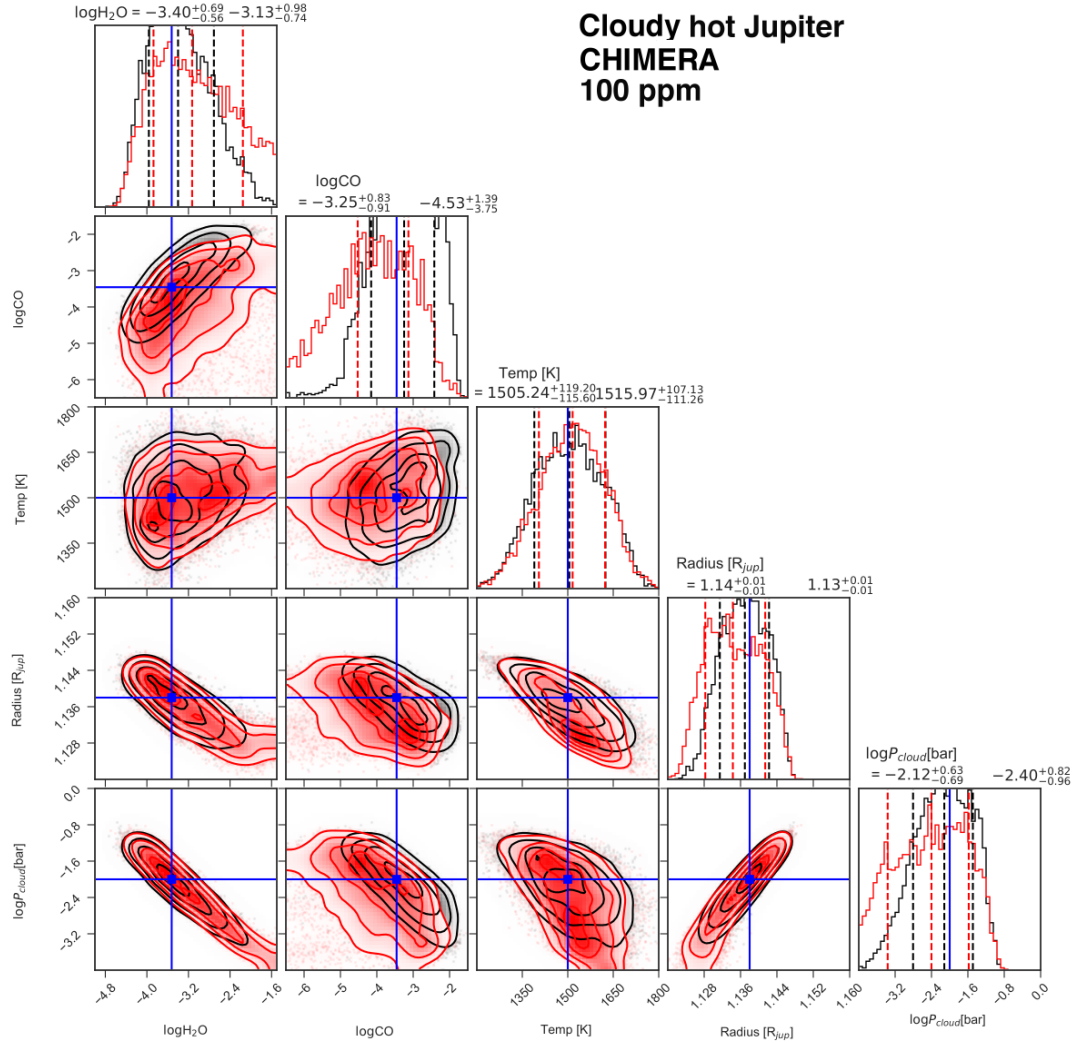 logH₂O = −3.40⁺⁰·⁶⁹₋₀.₅₆ −3.13⁺⁰·⁹⁸₋₀.₇₄
Cloudy hot Jupiter
CHIMERA
100 ppm
logCO
= −3.25⁺⁰·⁸³₋₀.₉₁ −4.53⁺¹·³⁹₋₃.₇₅
−2
−3
logCO
−4
−5
−6
Temp [K]
= 1505.24⁺¹¹⁹·²⁰₋₁₁₅.₆₀ 1515.97⁺¹⁰⁷·¹³₋₁₁₁.₂₆
1800
1650
Temp [K]
1500
1350
Radius [R_jup]
= 1.14⁺⁰·⁰¹₋₀.₀₁ 1.13⁺⁰·⁰¹₋₀.₀₁
1.160
1.152
1.144
Radius [R_jup]
1.136
1.128
logP_cloud[bar]
= −2.12⁺⁰·⁶³₋₀.₆₉ −2.40⁺⁰·⁸²₋₀.₉₆
0.0
−0.8
−1.6
logP_cloud[bar]
−2.4
−3.2
−4.8 −4.0 −3.2 −2.4 −1.6 −6 −5 −4 −3 −2 1350 1500 1650 1800 1.128 1.136 1.144 1.152 1.160 −3.2 −2.4 −1.6 −0.8 0.0
logH₂O logCO Temp [K] Radius [R_jup] logP_cloud[bar]